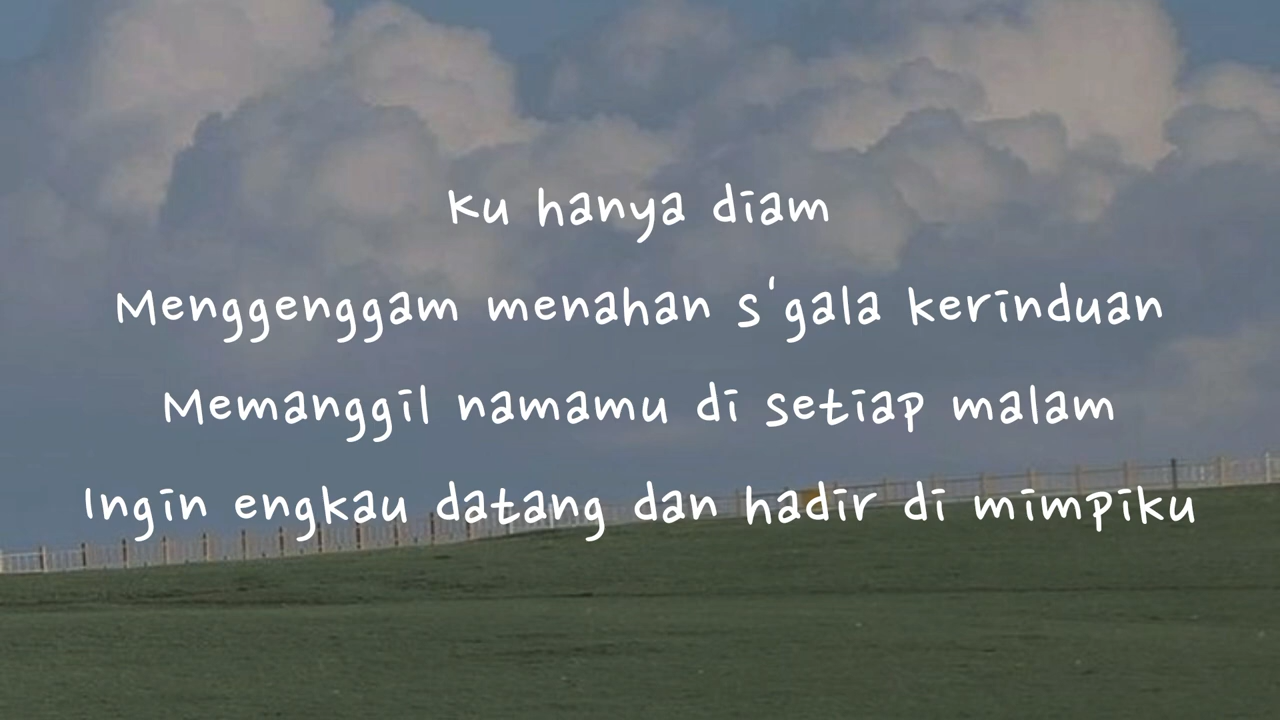 Ku hanya diam
Menggenggam menahan s'gala kerinduan
Memanggil namamu di setiap malam
Ingin engkau datang dan hadir di mimpiku